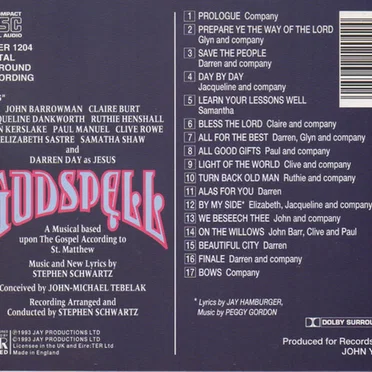 COMPACT
DISC
DIGITAL AUDIO
ER 1204
ITAL
ROUND
CORDING
JOHN BARROWMAN CLAIRE BURT
QUELINE DANKWORTH RUTHIE HENSHALL
N KERSLAKE PAUL MANUEL CLIVE ROWE
ELIZABETH SASTRE SAMATHA SHAW
and
DARREN DAY as JESUS
GODSPELL
A Musical based
upon The Gospel According to
St. Matthew
Music and New Lyrics by
STEPHEN SCHWARTZ
Conceived by JOHN-MICHAEL TEBELAK
Recording Arranged and
Conducted by STEPHEN SCHWARTZ
℗1993 JAY PRODUCTIONS LTD
©1993 JAY PRODUCTIONS LTD
Licensee in the UK and Eire:TER Ltd
Made in England
1 PROLOGUE Company
2 PREPARE YE THE WAY OF THE LORD
Glyn and company
3 SAVE THE PEOPLE
Darren and company
4 DAY BY DAY
Jacqueline and company
5 LEARN YOUR LESSONS WELL
Samantha
6 BLESS THE LORD Claire and company
7 ALL FOR THE BEST Darren, Glyn and company
8 ALL GOOD GIFTS Paul and company
9 LIGHT OF THE WORLD Clive and company
10 TURN BACK OLD MAN Ruthie and company
11 ALAS FOR YOU Darren
12 BY MY SIDE* Elizabeth, Jacqueline and company
13 WE BESEECH THEE John and company
14 ON THE WILLOWS John Barr, Clive and Paul
15 BEAUTIFUL CITY Darren
16 FINALE Darren and company
17 BOWS Company
* Lyrics by JAY HAMBURGER,
Music by PEGGY GORDON
DOLBY SURROU
Produced for Records
JOHN Y